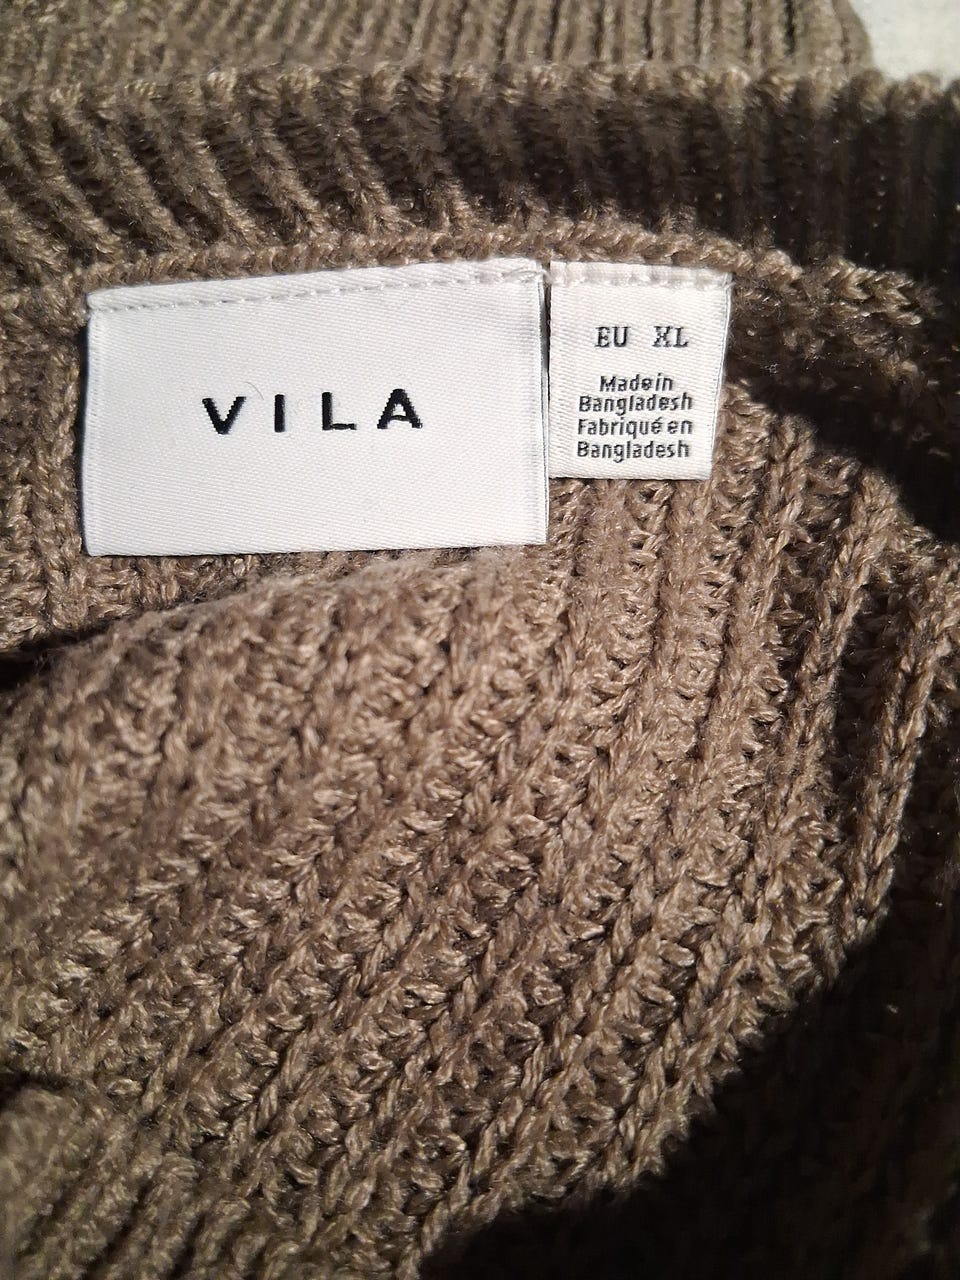 VILA
EU XL
Made in
Bangladesh
Fabriqué en
Bangladesh